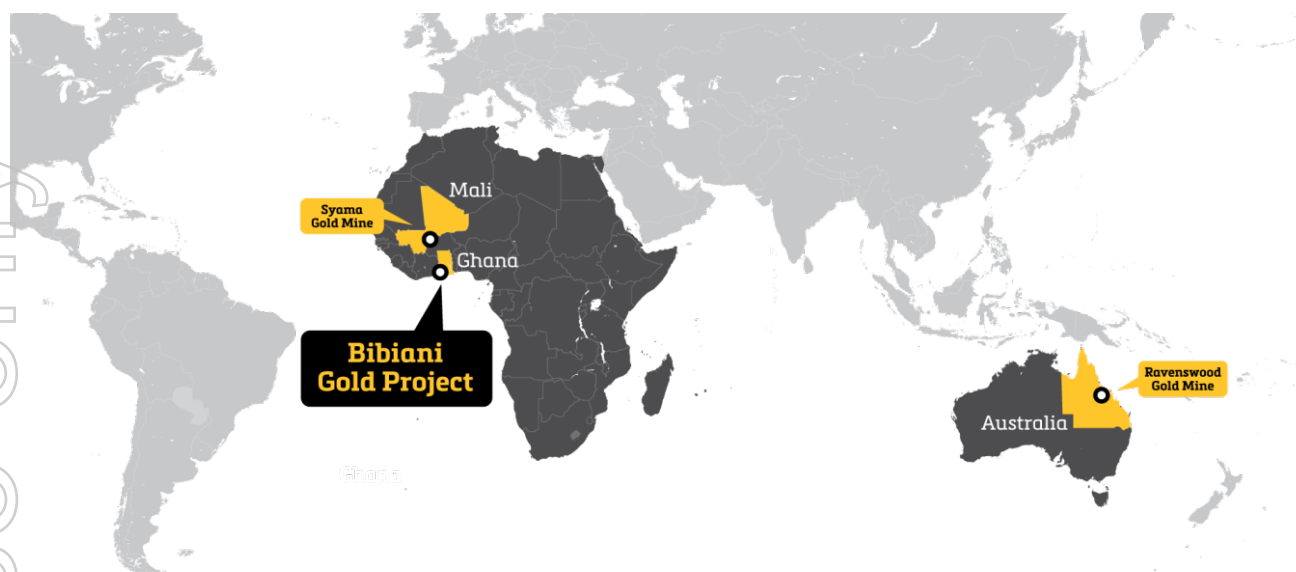 Mali
Syama
Gold Mine
Ghana
Bibiani
Gold Project
Ravenswood
Gold Mine
Australia
Ghana